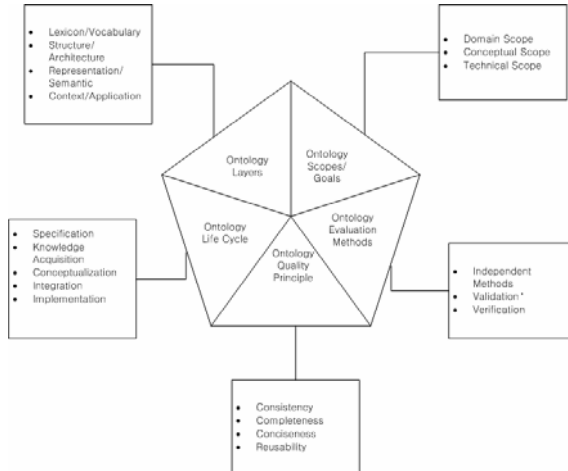 • Lexicon/Vocabulary
• Structure/
Architecture
• Representation/
Semantic
• Context/Application
• Domain Scope
• Conceptual Scope
• Technical Scope
Ontology
Layers
Ontology
Scopes/
Goals
Ontology
Life Cycle
Ontology
Evaluation
Methods
Ontology
Quality
Principle
• Specification
• Knowledge
Acquisition
• Conceptualization
• Integration
• Implementation
• Independent
Methods
• Validation*
• Verification
• Consistency
• Completeness
• Conciseness
• Reusability